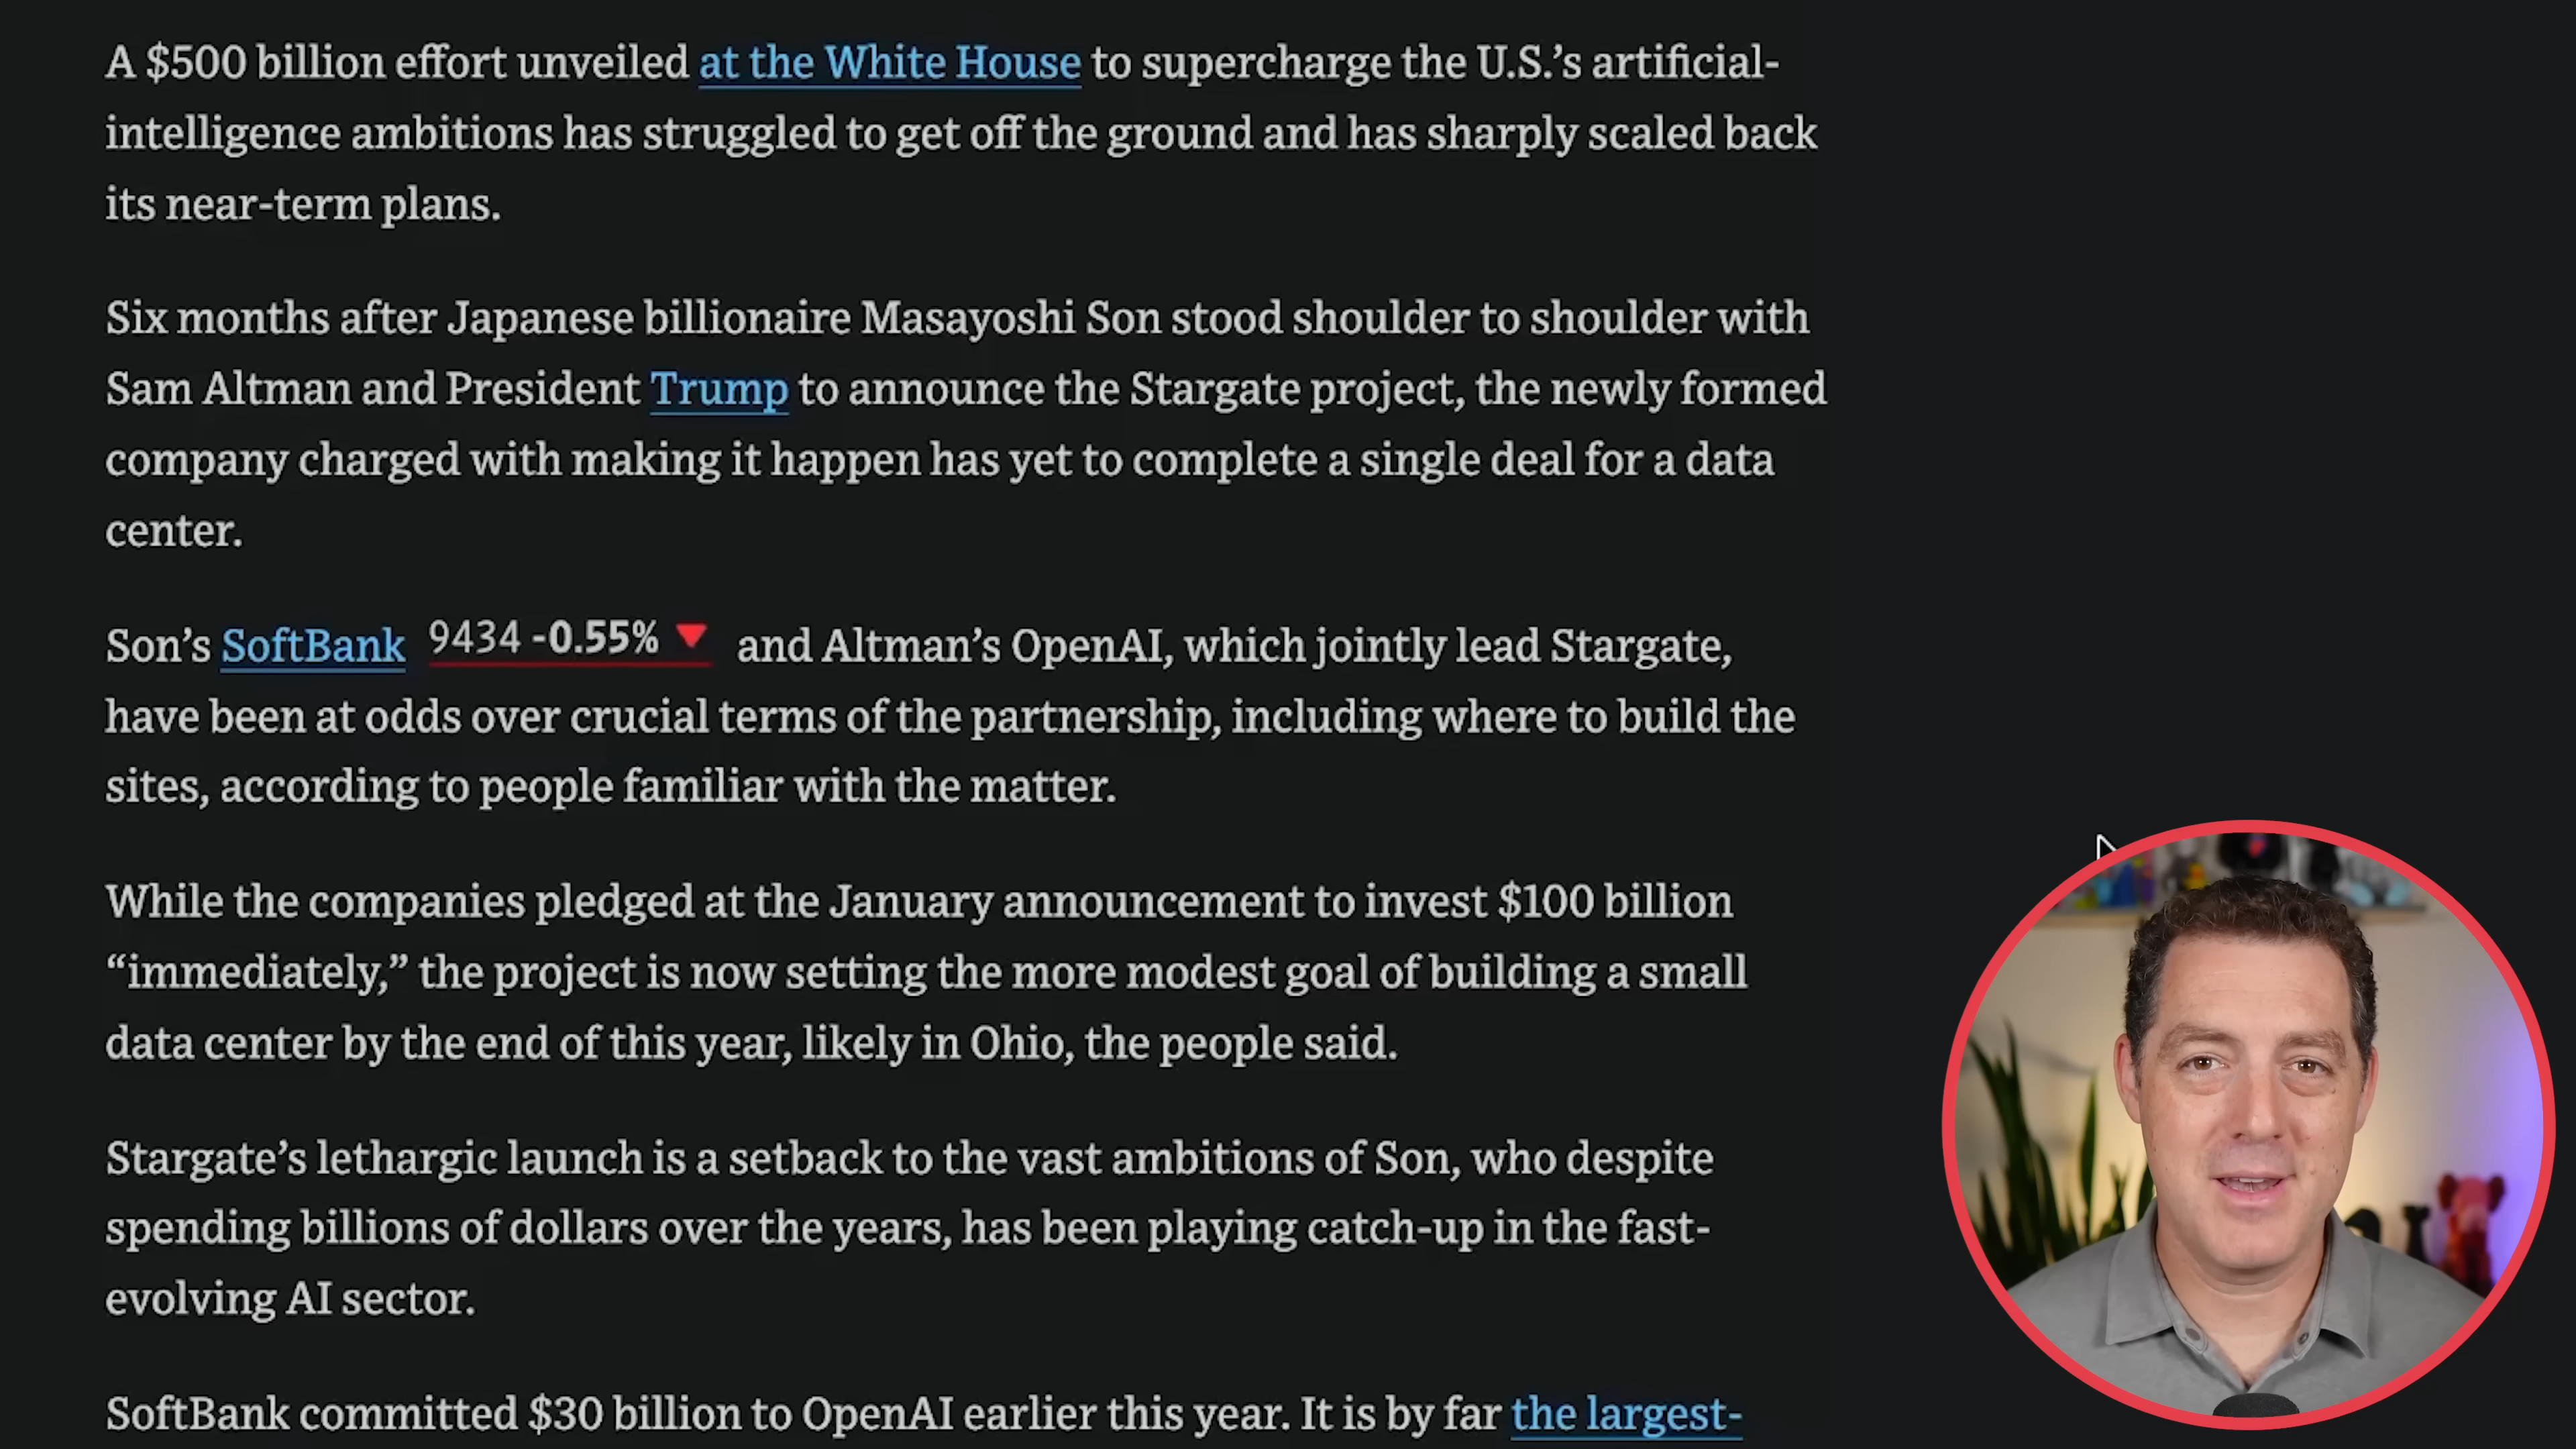 A $500 billion effort unveiled at the White House to supercharge the U.S.’s artificial-
intelligence ambitions has struggled to get off the ground and has sharply scaled back
its near-term plans.
Six months after Japanese billionaire Masayoshi Son stood shoulder to shoulder with
Sam Altman and President Trump to announce the Stargate project, the newly formed
company charged with making it happen has yet to complete a single deal for a data
center.
Son’s SoftBank 9434 -0.55% ▼ and Altman’s OpenAI, which jointly lead Stargate,
have been at odds over crucial terms of the partnership, including where to build the
sites, according to people familiar with the matter.
While the companies pledged at the January announcement to invest $100 billion
“immediately,” the project is now setting the more modest goal of building a small
data center by the end of this year, likely in Ohio, the people said.
Stargate’s lethargic launch is a setback to the vast ambitions of Son, who despite
spending billions of dollars over the years, has been playing catch-up in the fast-
evolving AI sector.
SoftBank committed $30 billion to OpenAI earlier this year. It is by far the largest-